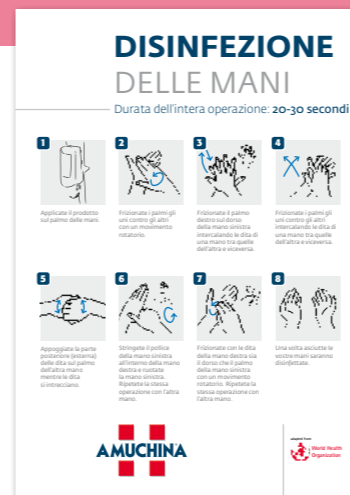 DISINFEZIONE
DELLE MANI
Durata dell'intera operazione: 20-30 secondi
1
2
3
4
Applicate il prodotto
sul palmo delle mani.
Frizionate i palmi gli
uni contro gli altri
con un movimento
rotatorio.
Frizionate il palmo
destro sul dorso
della mano sinistra
intercalando le dita di
una mano tra quelle
dell'altra e viceversa.
Frizionate i palmi gli
uni contro gli altri
intercalando le dita di
una mano tra quelle
dell'altra e viceversa.
5
6
7
8
Appoggiate la parte
posteriore (esterna)
delle dita sul palmo
dell'altra mano
mentre le dita
si intrecciano.
Stringete il pollice
della mano sinistra
all'interno della mano
destra e ruotate
la mano sinistra.
Ripetete la stessa
operazione con l'altra
mano.
Frizionate con le dita
della mano destra sia
il dorso che il palmo
della mano sinistra
con un movimento
rotatorio. Ripetete la
stessa operazione con
l'altra mano.
Una volta asciutte le
vostre mani saranno
disinfettate.
AMUCHINA
adapted from
World Health
Organization